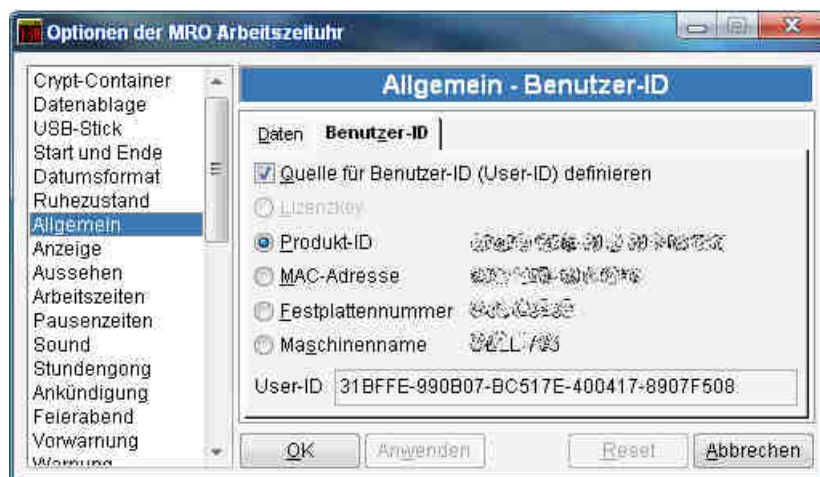 Optionen der MRO Arbeitszeituhr
Crypt-Container
Datenablage
USB-Stick
Start und Ende
Datumsformat
Ruhezustand
Allgemein
Anzeige
Aussehen
Arbeitszeiten
Pausenzeiten
Sound
Stundengong
Ankündigung
Feierabend
Vorwarnung
Warnung
Allgemein - Benutzer-ID
Daten Benutzer-ID
Quelle für Benutzer-ID (User-ID) definieren
Lizenzkey
Produkt-ID
MAC-Adresse
Festplattennummer
Maschinenname
User-ID 31BFFE-990B07-BC517E-400417-8907F508
OK Anwenden Reset Abbrechen